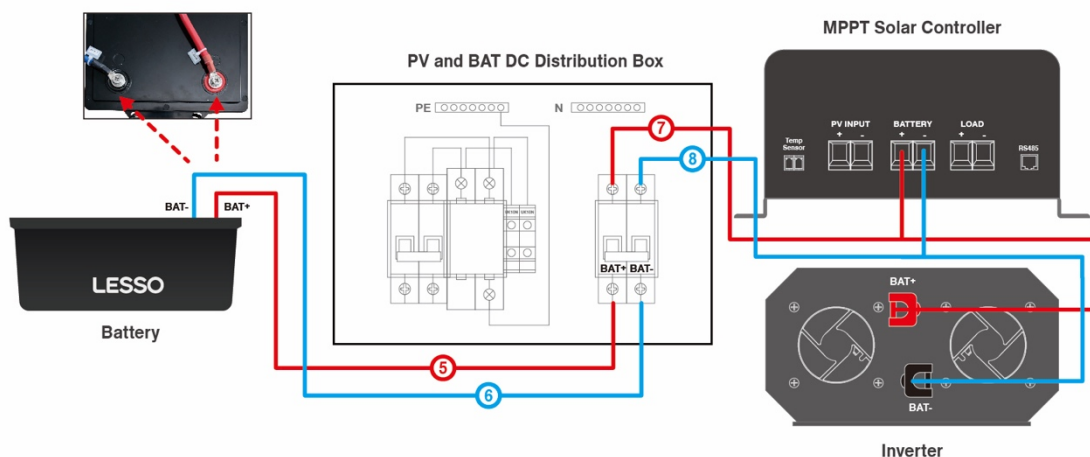 MPPT Solar Controller
PV and BAT DC Distribution Box
PE
N
7
8
PV INPUT
+ -
BATTERY
+ -
LOAD
+ -
Temp
Sensor
RS485
BAT-
BAT+
LESSO
Battery
BAT+
BAT-
5
6
BAT+
BAT-
Inverter